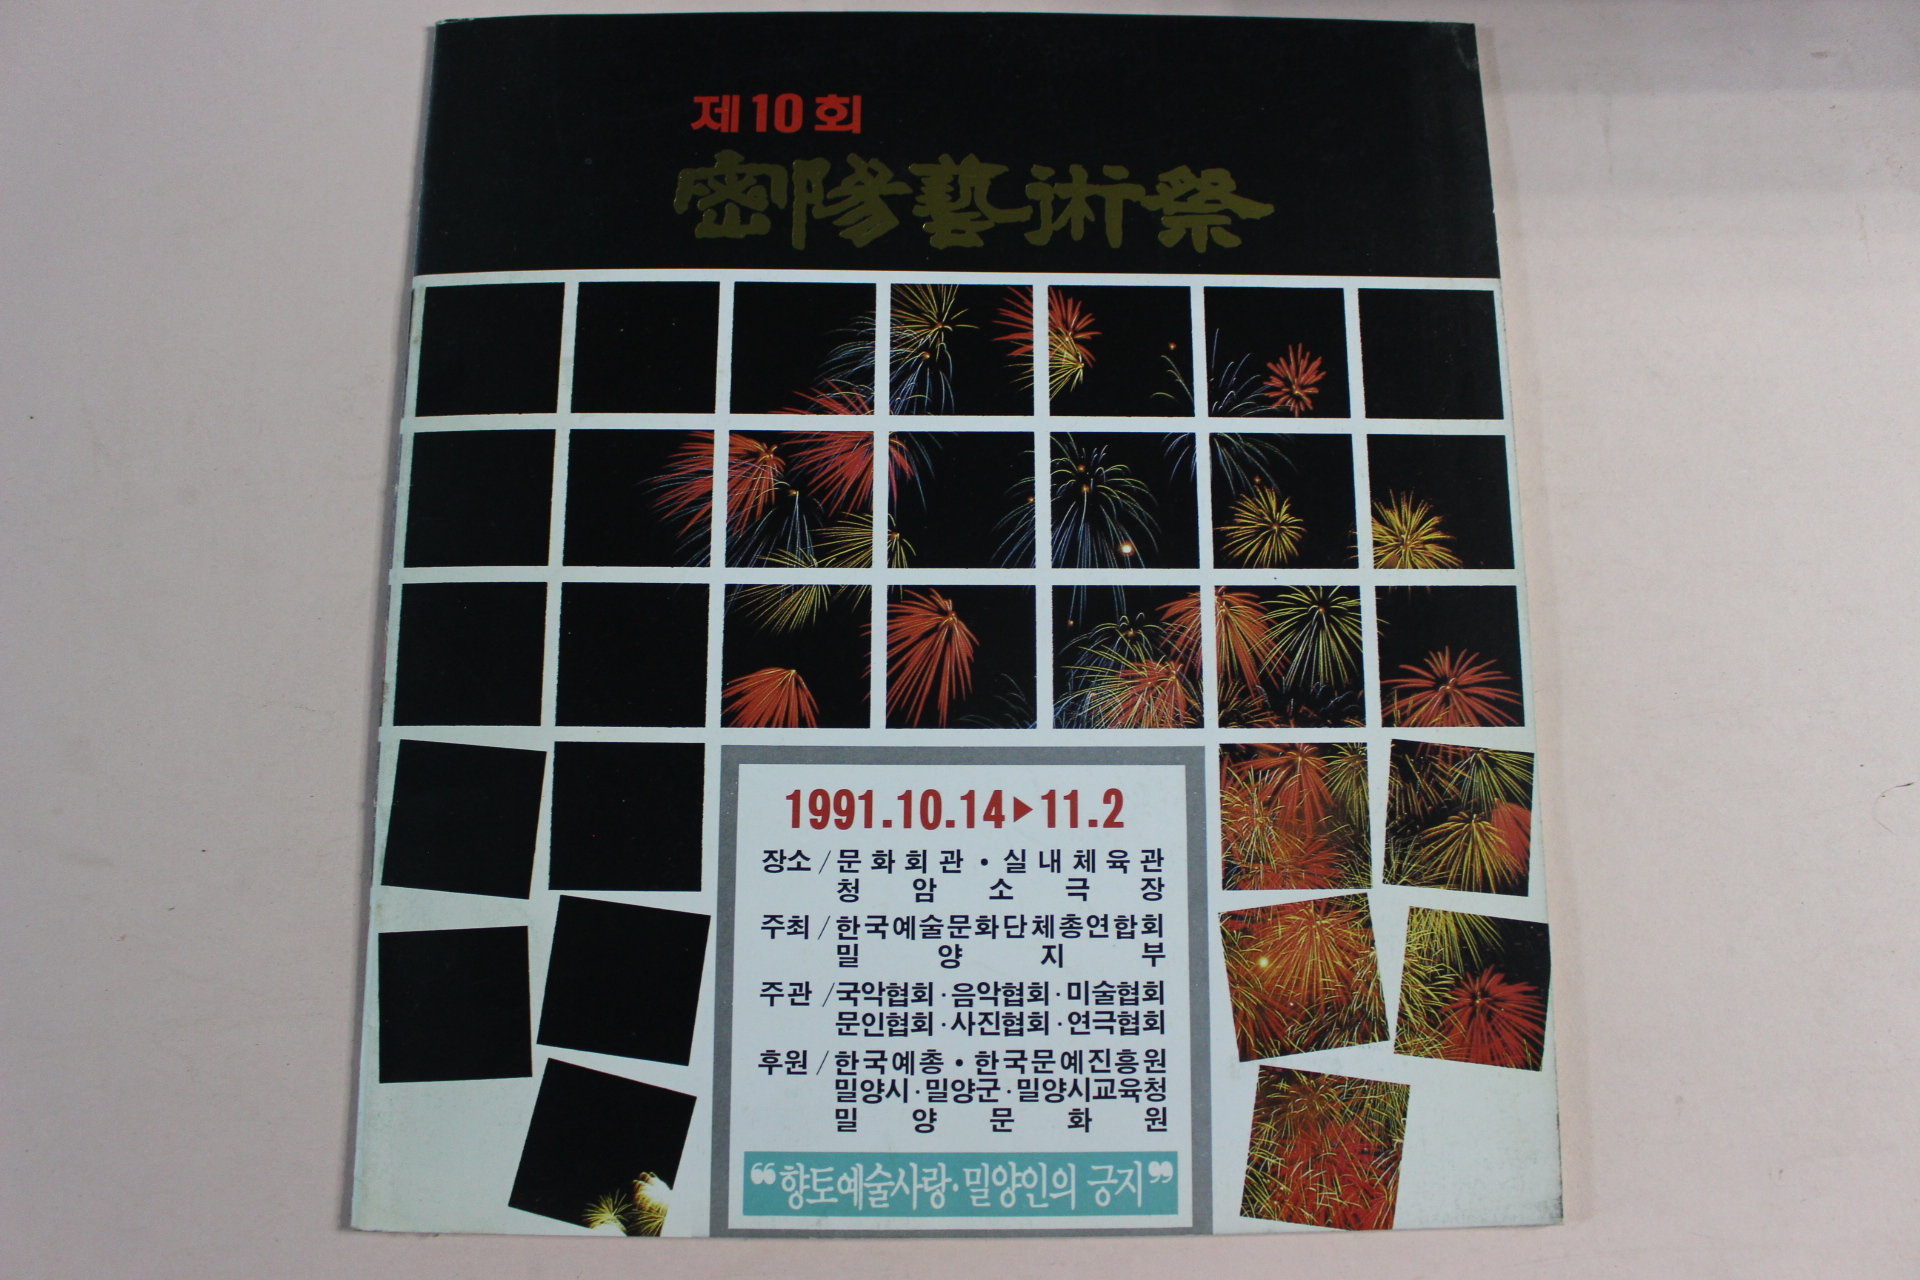 제10회
密陽藝術祭
1991.10.14▶11.2
장소/문화회관·실내체육관
청암소극장
주최/한국예술문화단체총연합회
밀양지부
주관/국악협회·음악협회·미술협회
문인협회·사진협회·연극협회
후원/한국예총·한국문예진흥원
밀양시·밀양군·밀양시교육청
밀양문화원
“향토예술사랑·밀양인의 긍지”